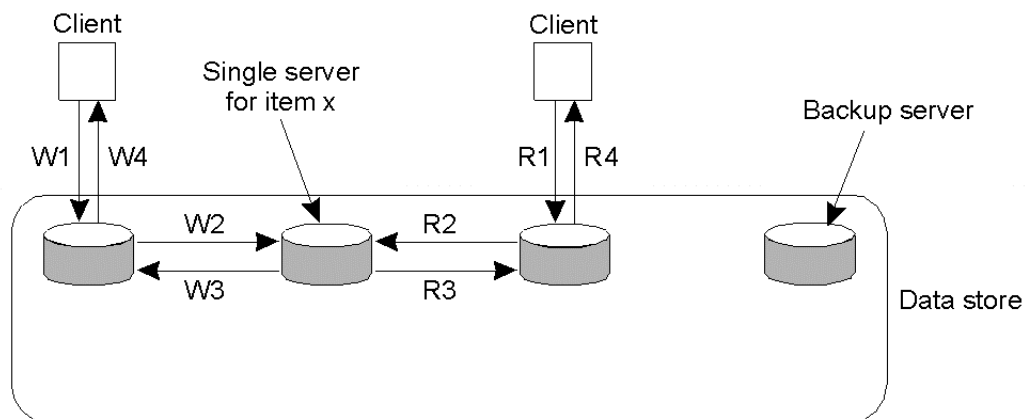 Client
Client
Single server
for item x
Backup server
W1
W4
R1
R4
W2
R2
W3
R3
Data store